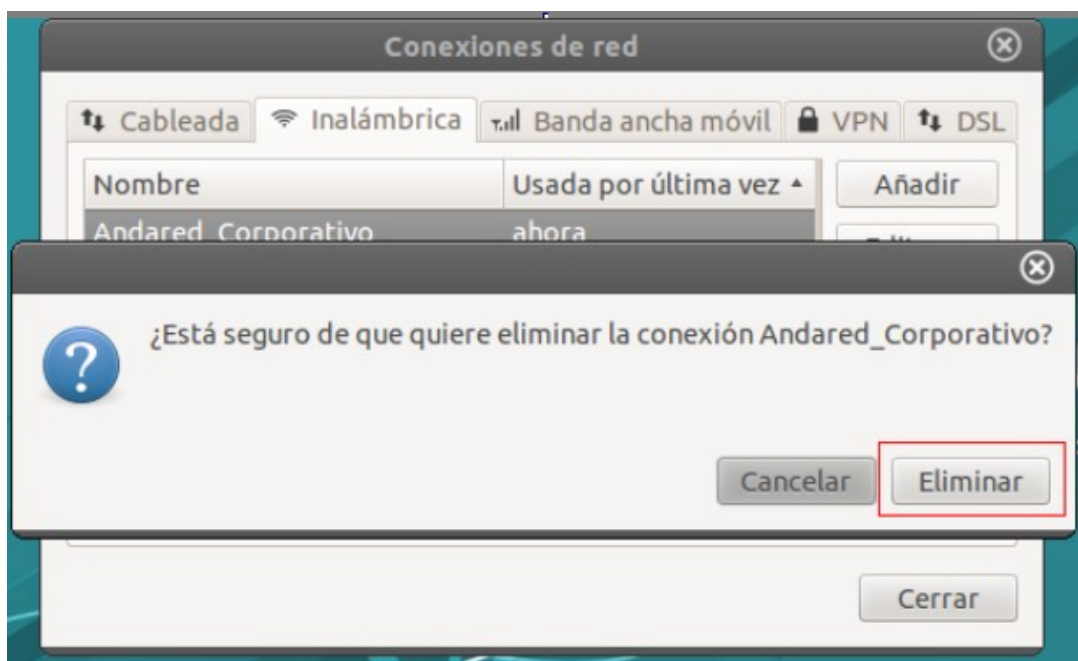 Conexiones de red
Cableada Inalámbrica Banda ancha móvil VPN DSL
Nombre Usada por última vez Añadir
Andared_Corporativo ahora
¿Está seguro de que quiere eliminar la conexión Andared_Corporativo?
Cancelar Eliminar
Cerrar